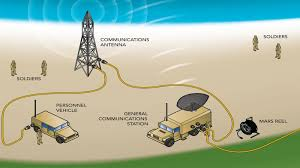 COMMUNICATIONS
ANTENNA
SOLDIERS
SOLDIERS
PERSONNEL
VEHICLE
GENERAL
COMMUNICATIONS
STATION
MARS REEL